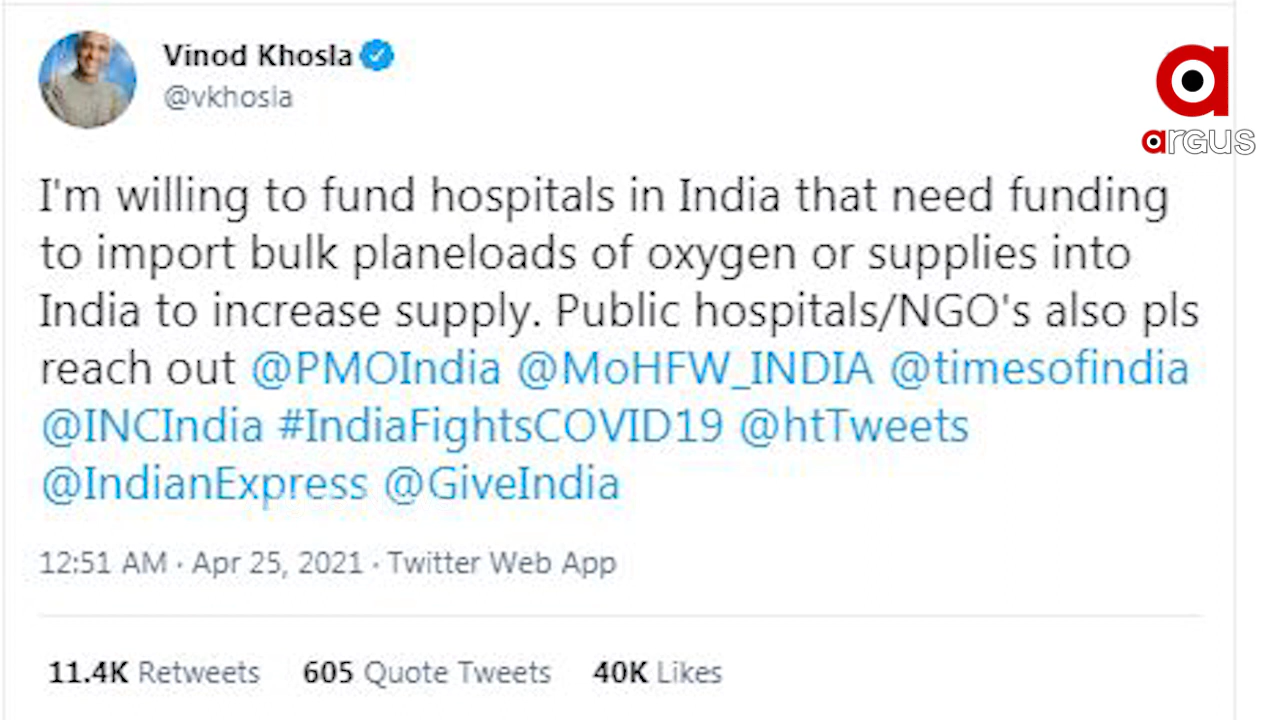 Vinod Khosla
@vkhosla
argus
I'm willing to fund hospitals in India that need funding
to import bulk planeloads of oxygen or supplies into
India to increase supply. Public hospitals/NGO's also pls
reach out @PMOIndia @MoHFW_INDIA @timesofindia
@INCIndia #IndiaFightsCOVID19 @htTweets
@IndianExpress @GiveIndia
12:51 AM · Apr 25, 2021 · Twitter Web App
11.4K Retweets 605 Quote Tweets 40K Likes